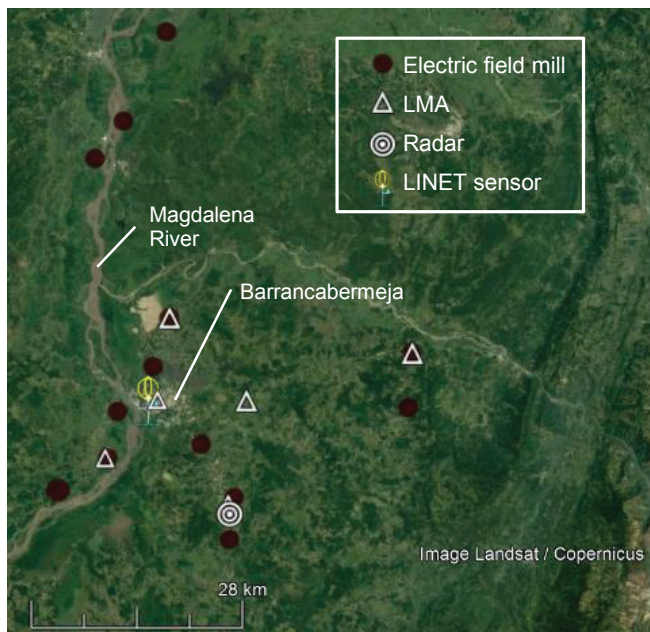 Electric field mill
LMA
Radar
LINET sensor
Magdalena
River
Barrancabermeja
Image Landsat / Copernicus
28 km